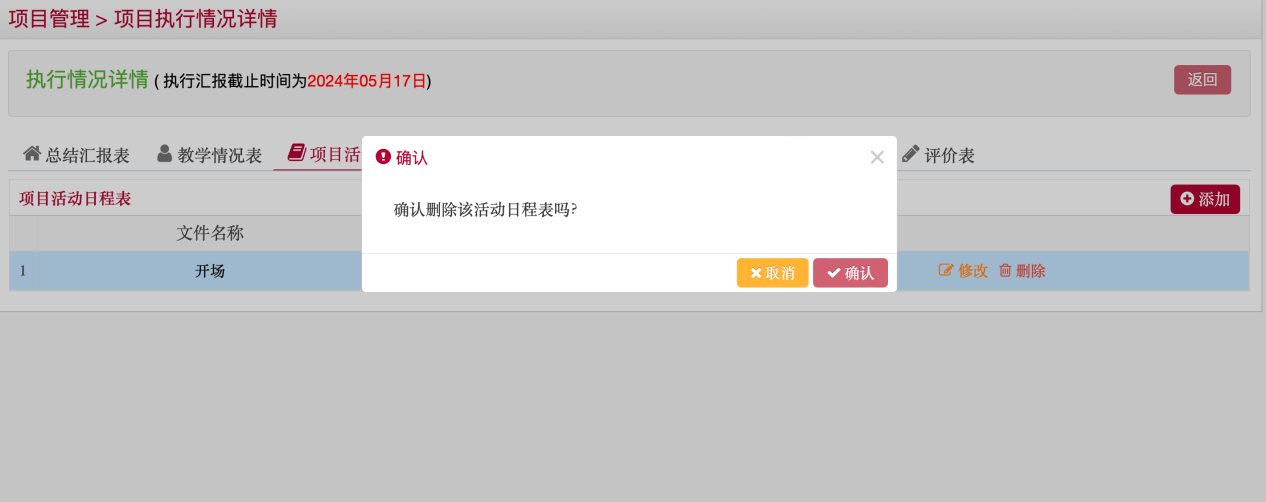 项目管理 > 项目执行情况详情
执行情况详情 ( 执行汇报截止时间为2024年05月17日)
返回
总结汇报表 教学情况表 项目活 评价表
确认
项目活动日程表
添加
确认删除该活动日程表吗?
文件名称
1 开场 修改 删除
取消 确认